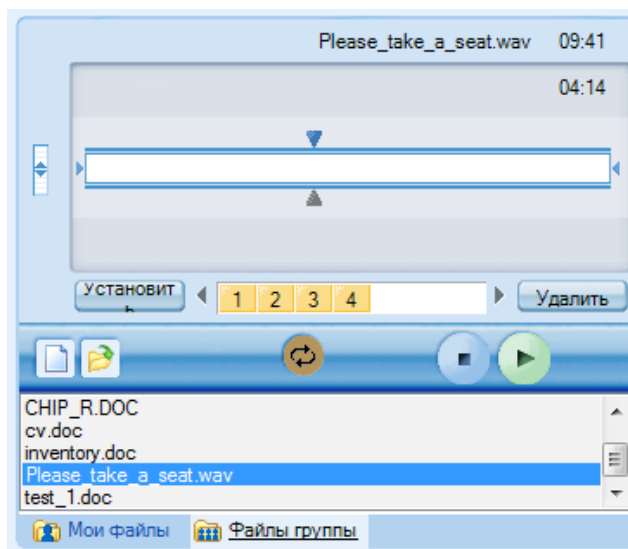 Please_take_a_seat.wav 09:41
04:14
Установит
ь
1 2 3 4
Удалить
CHIP_R.DOC
cv.doc
inventory.doc
Please_take_a_seat.wav
test_1.doc
Мои файлы Файлы группы